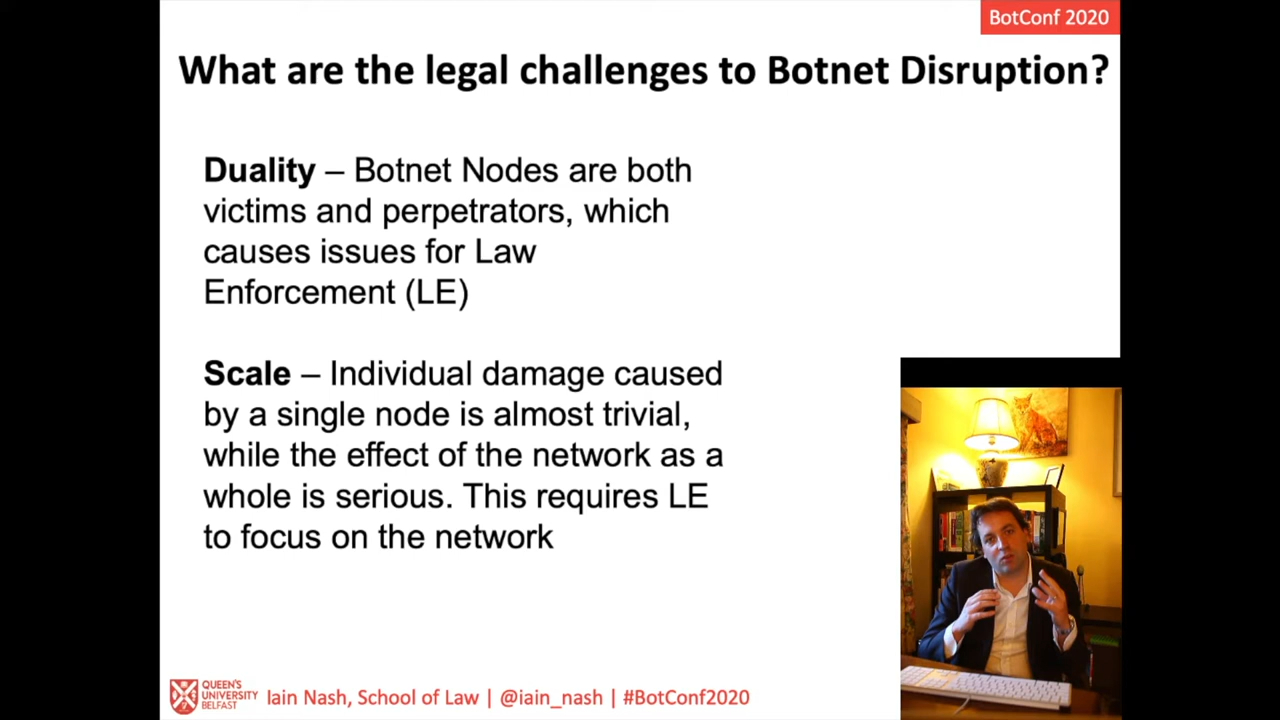 BotConf 2020
What are the legal challenges to Botnet Disruption?
Duality – Botnet Nodes are both
victims and perpetrators, which
causes issues for Law
Enforcement (LE)
Scale – Individual damage caused
by a single node is almost trivial,
while the effect of the network as a
whole is serious. This requires LE
to focus on the network
QUEEN'S
UNIVERSITY
BELFAST
Iain Nash, School of Law | @iain_nash | #BotConf2020